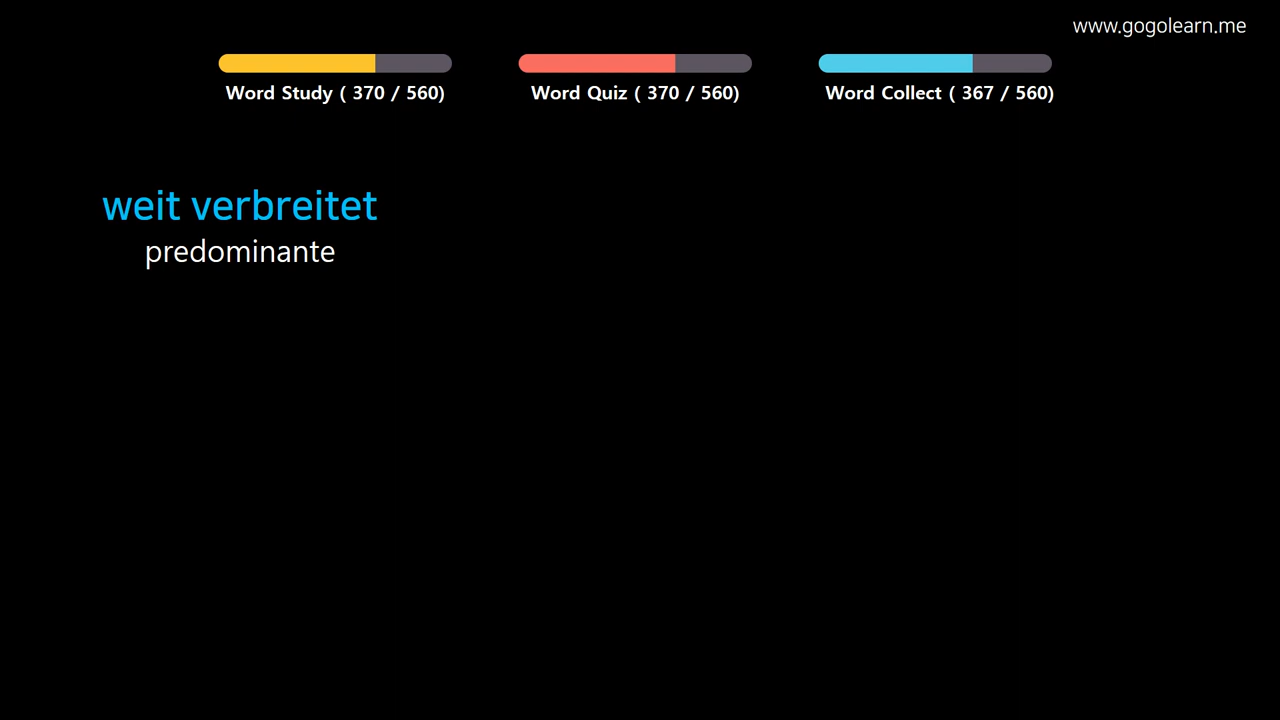 www.gogolearn.me
Word Study ( 370 / 560)
Word Quiz ( 370 / 560)
Word Collect ( 367 / 560)
weit verbreitet
predominante